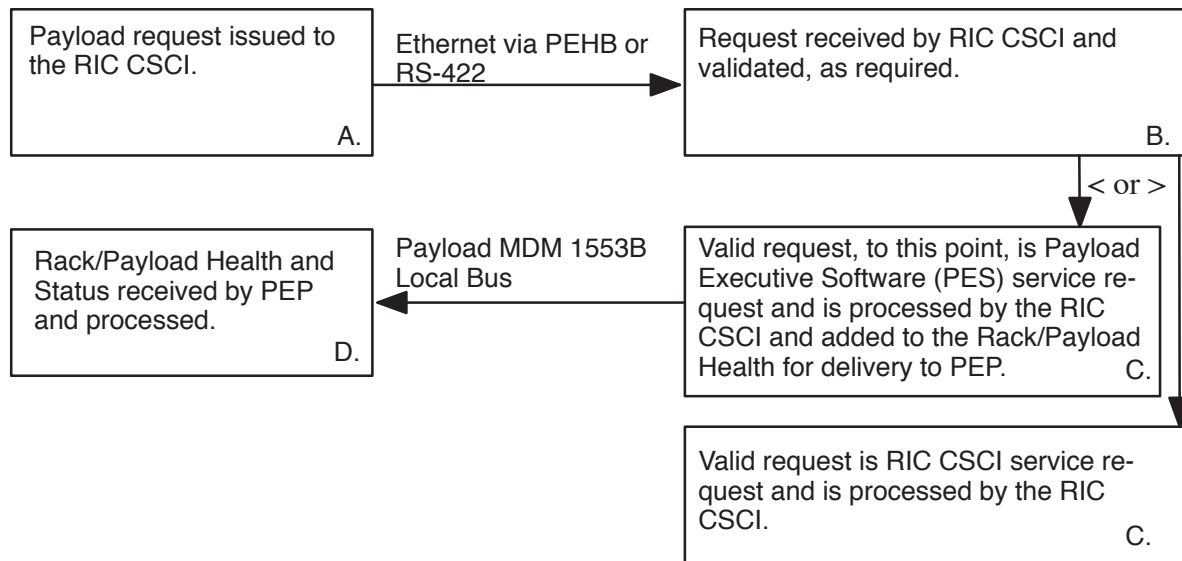 Payload request issued to
the RIC CSCI.
A.
Ethernet via PEHB or
RS-422
Request received by RIC CSCI and
validated, as required.
B.
< or >
Valid request, to this point, is Payload
Executive Software (PES) service re-
quest and is processed by the RIC
CSCI and added to the Rack/Payload
Health for delivery to PEP.
C.
Payload MDM 1553B
Local Bus
Rack/Payload Health and
Status received by PEP
and processed.
D.
Valid request is RIC CSCI service re-
quest and is processed by the RIC
CSCI.
C.